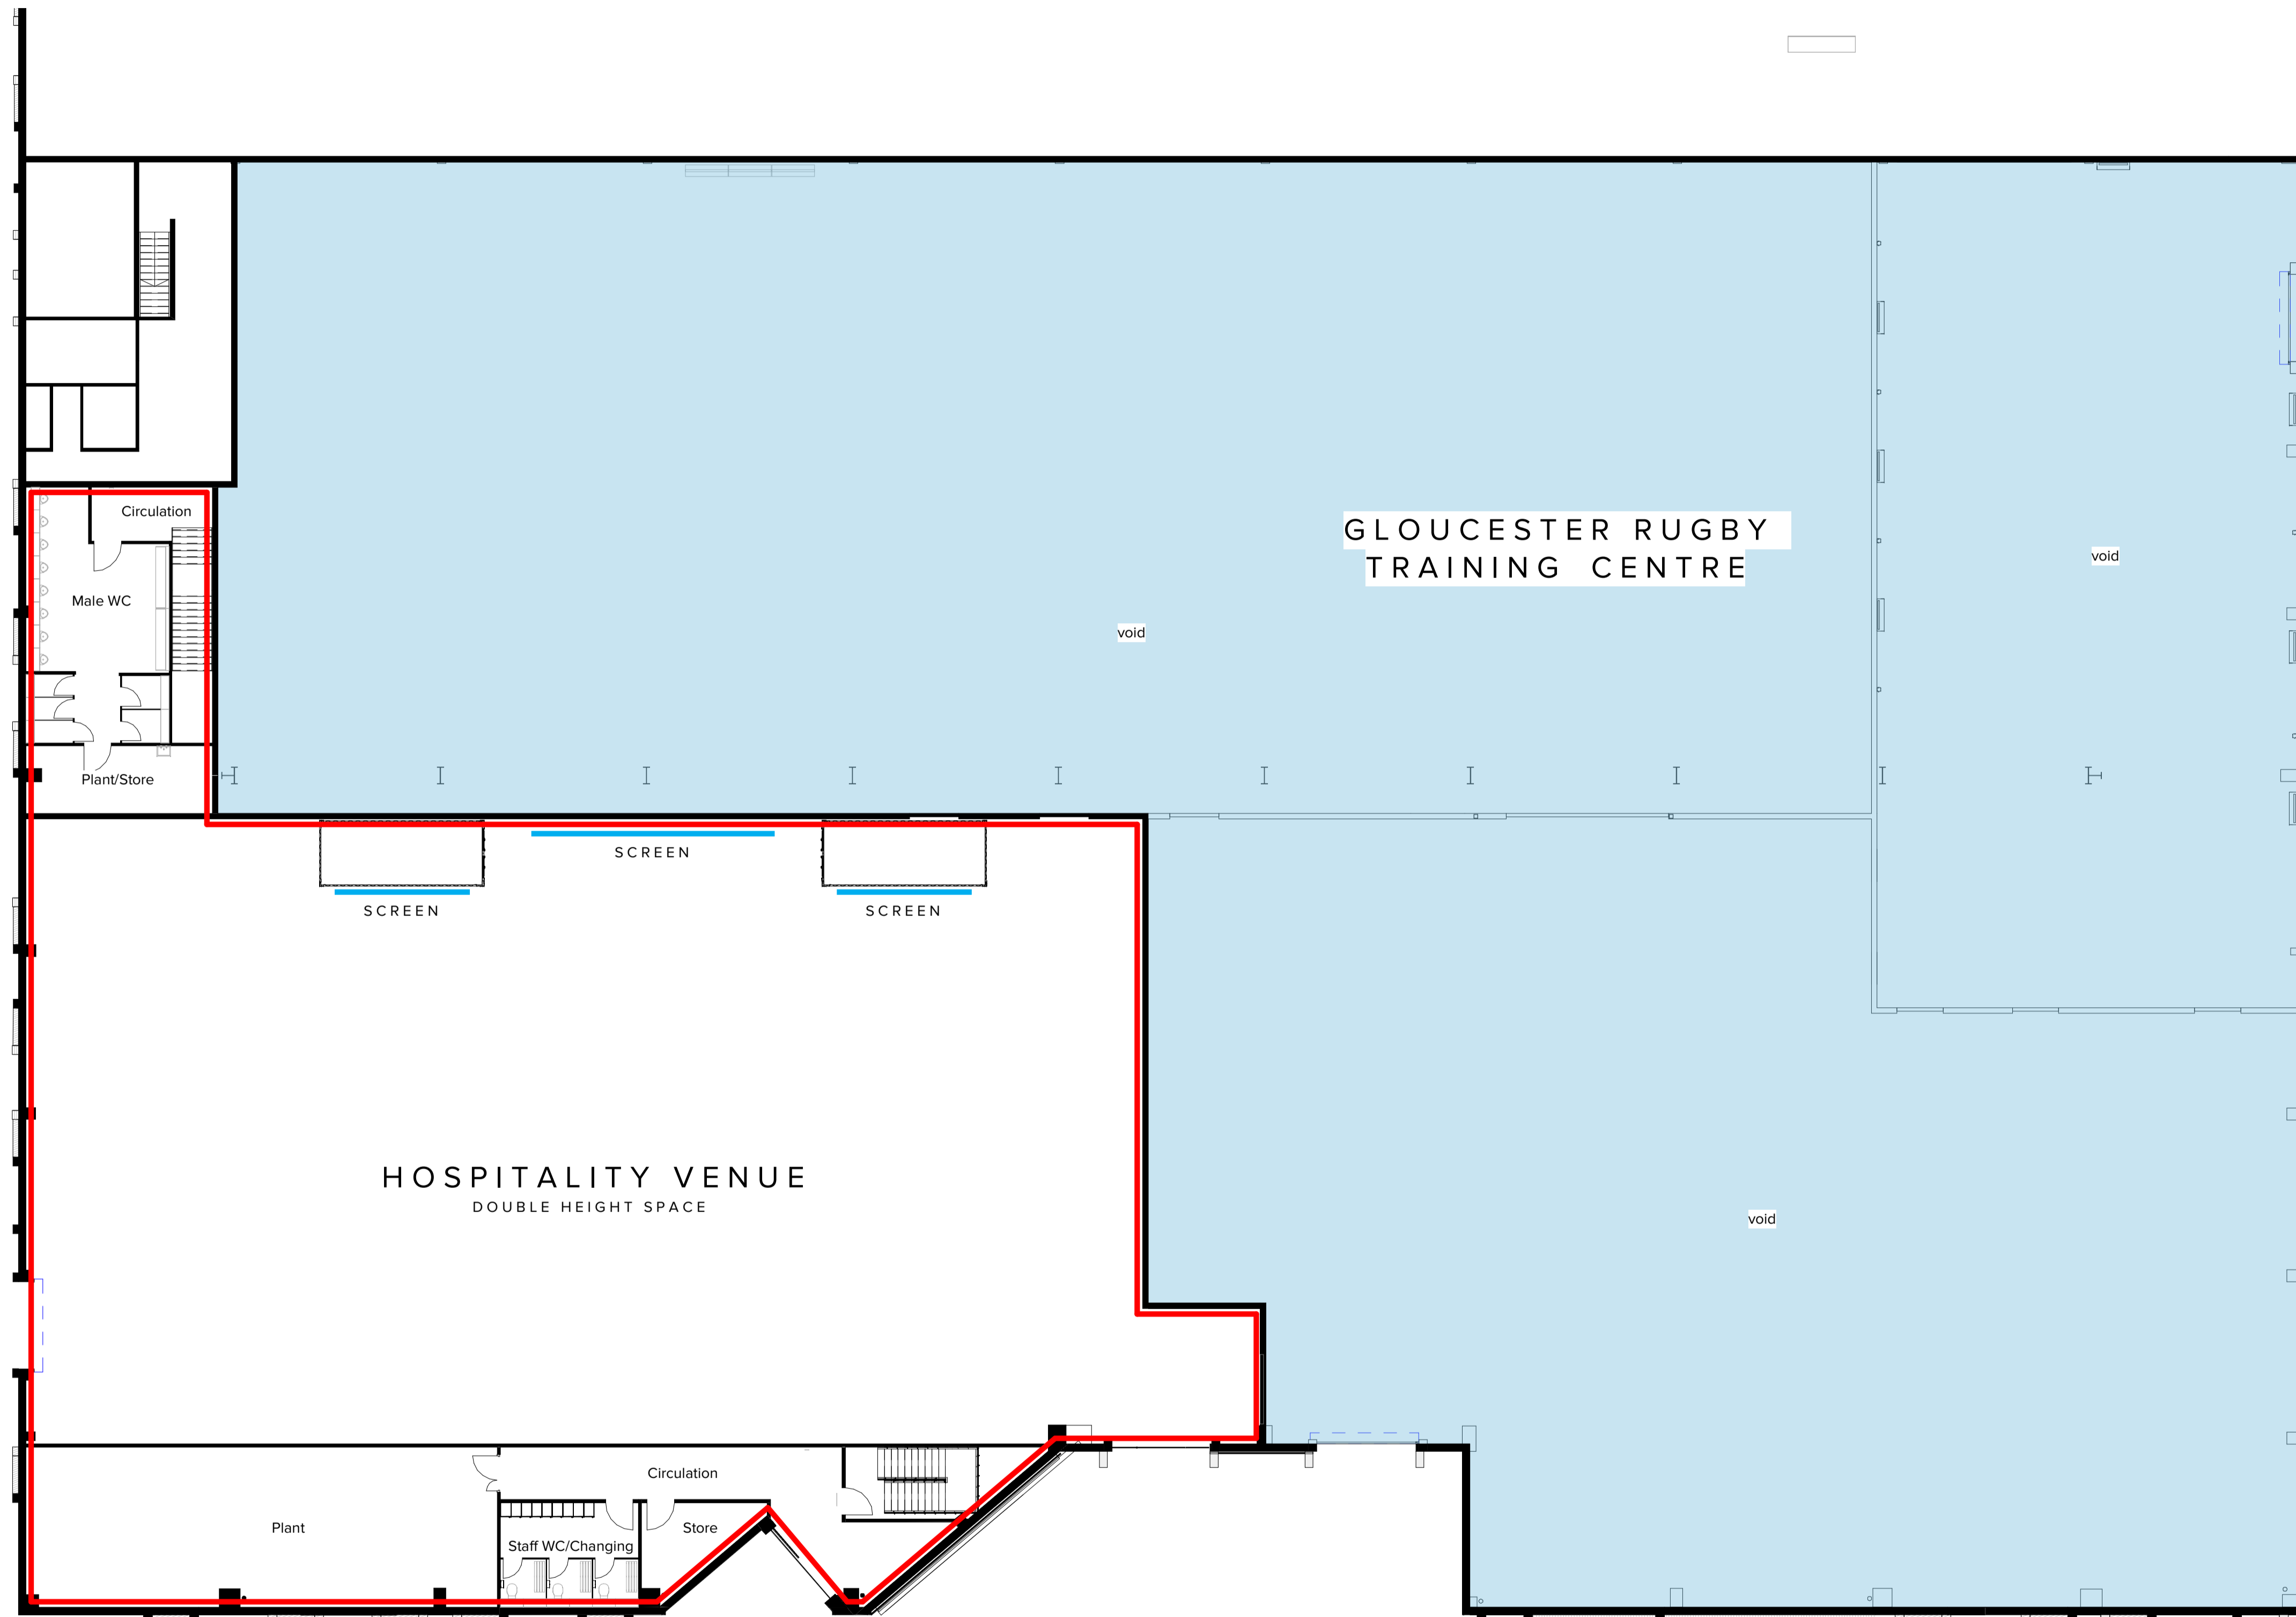 Circulation
GLOUCESTER RUGBY
TRAINING CENTRE
void
Male WC
void
Plant/Store
SCREEN
SCREEN
SCREEN
HOSPITALITY VENUE
DOUBLE HEIGHT SPACE
void
Circulation
Plant
Store
Staff WC/Changing